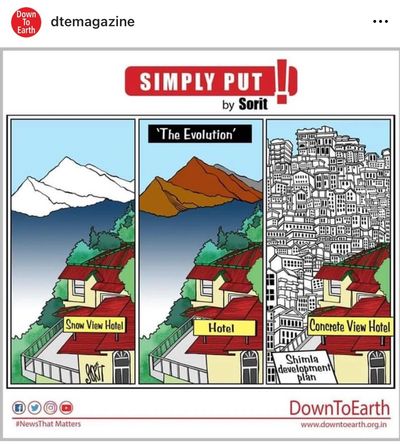 Down
To
Earth
dtemagazine
SIMPLY PUT !!
by Sorit
'The Evolution'
Snow View Hotel
Hotel
Concrete View Hotel
Shimla
development
plan
SORIT
DownToEarth
#NewsThat Matters
www.downtoearth.org.in